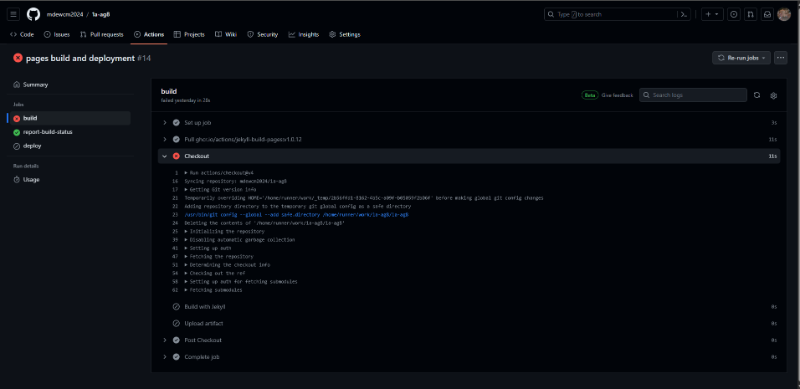 mdewcm2024 / 1a-ag8
Type / to search
Code Issues Pull requests Actions Projects Wiki Security Insights Settings
pages build and deployment #14
Re-run jobs
Summary
Jobs
build
report-build-status
deploy
Run details
Usage
build
failed yesterday in 28s
Beta Give feedback
Search logs
Set up job 3s
Pull ghcr.io/actions/jekyll-build-pages:v1.0.12 11s
Checkout 11s
1 Run actions/checkout@v4
16 Syncing repository: mdewcm2024/1a-ag8
17 Getting Git version info
21 Temporarily overriding before making global git config changes
22 Adding repository directory to the temporary git global config as a safe directory
23 /usr/bin/git config --global --add safe.directory /home/runner/work/1a-ag8/1a-ag8
24 Deleting the contents of '/home/runner/work/1a-ag8/1a-ag8'
25 Initializing the repository
39 Disabling automatic garbage collection
41 Setting up auth
47 Fetching the repository
51 Determining the checkout info
54 Checking out the ref
58 Setting up auth for fetching submodules
62 Fetching submodules
Build with Jekyll 0s
Upload artifact 0s
Post Checkout 0s
Complete job 0s